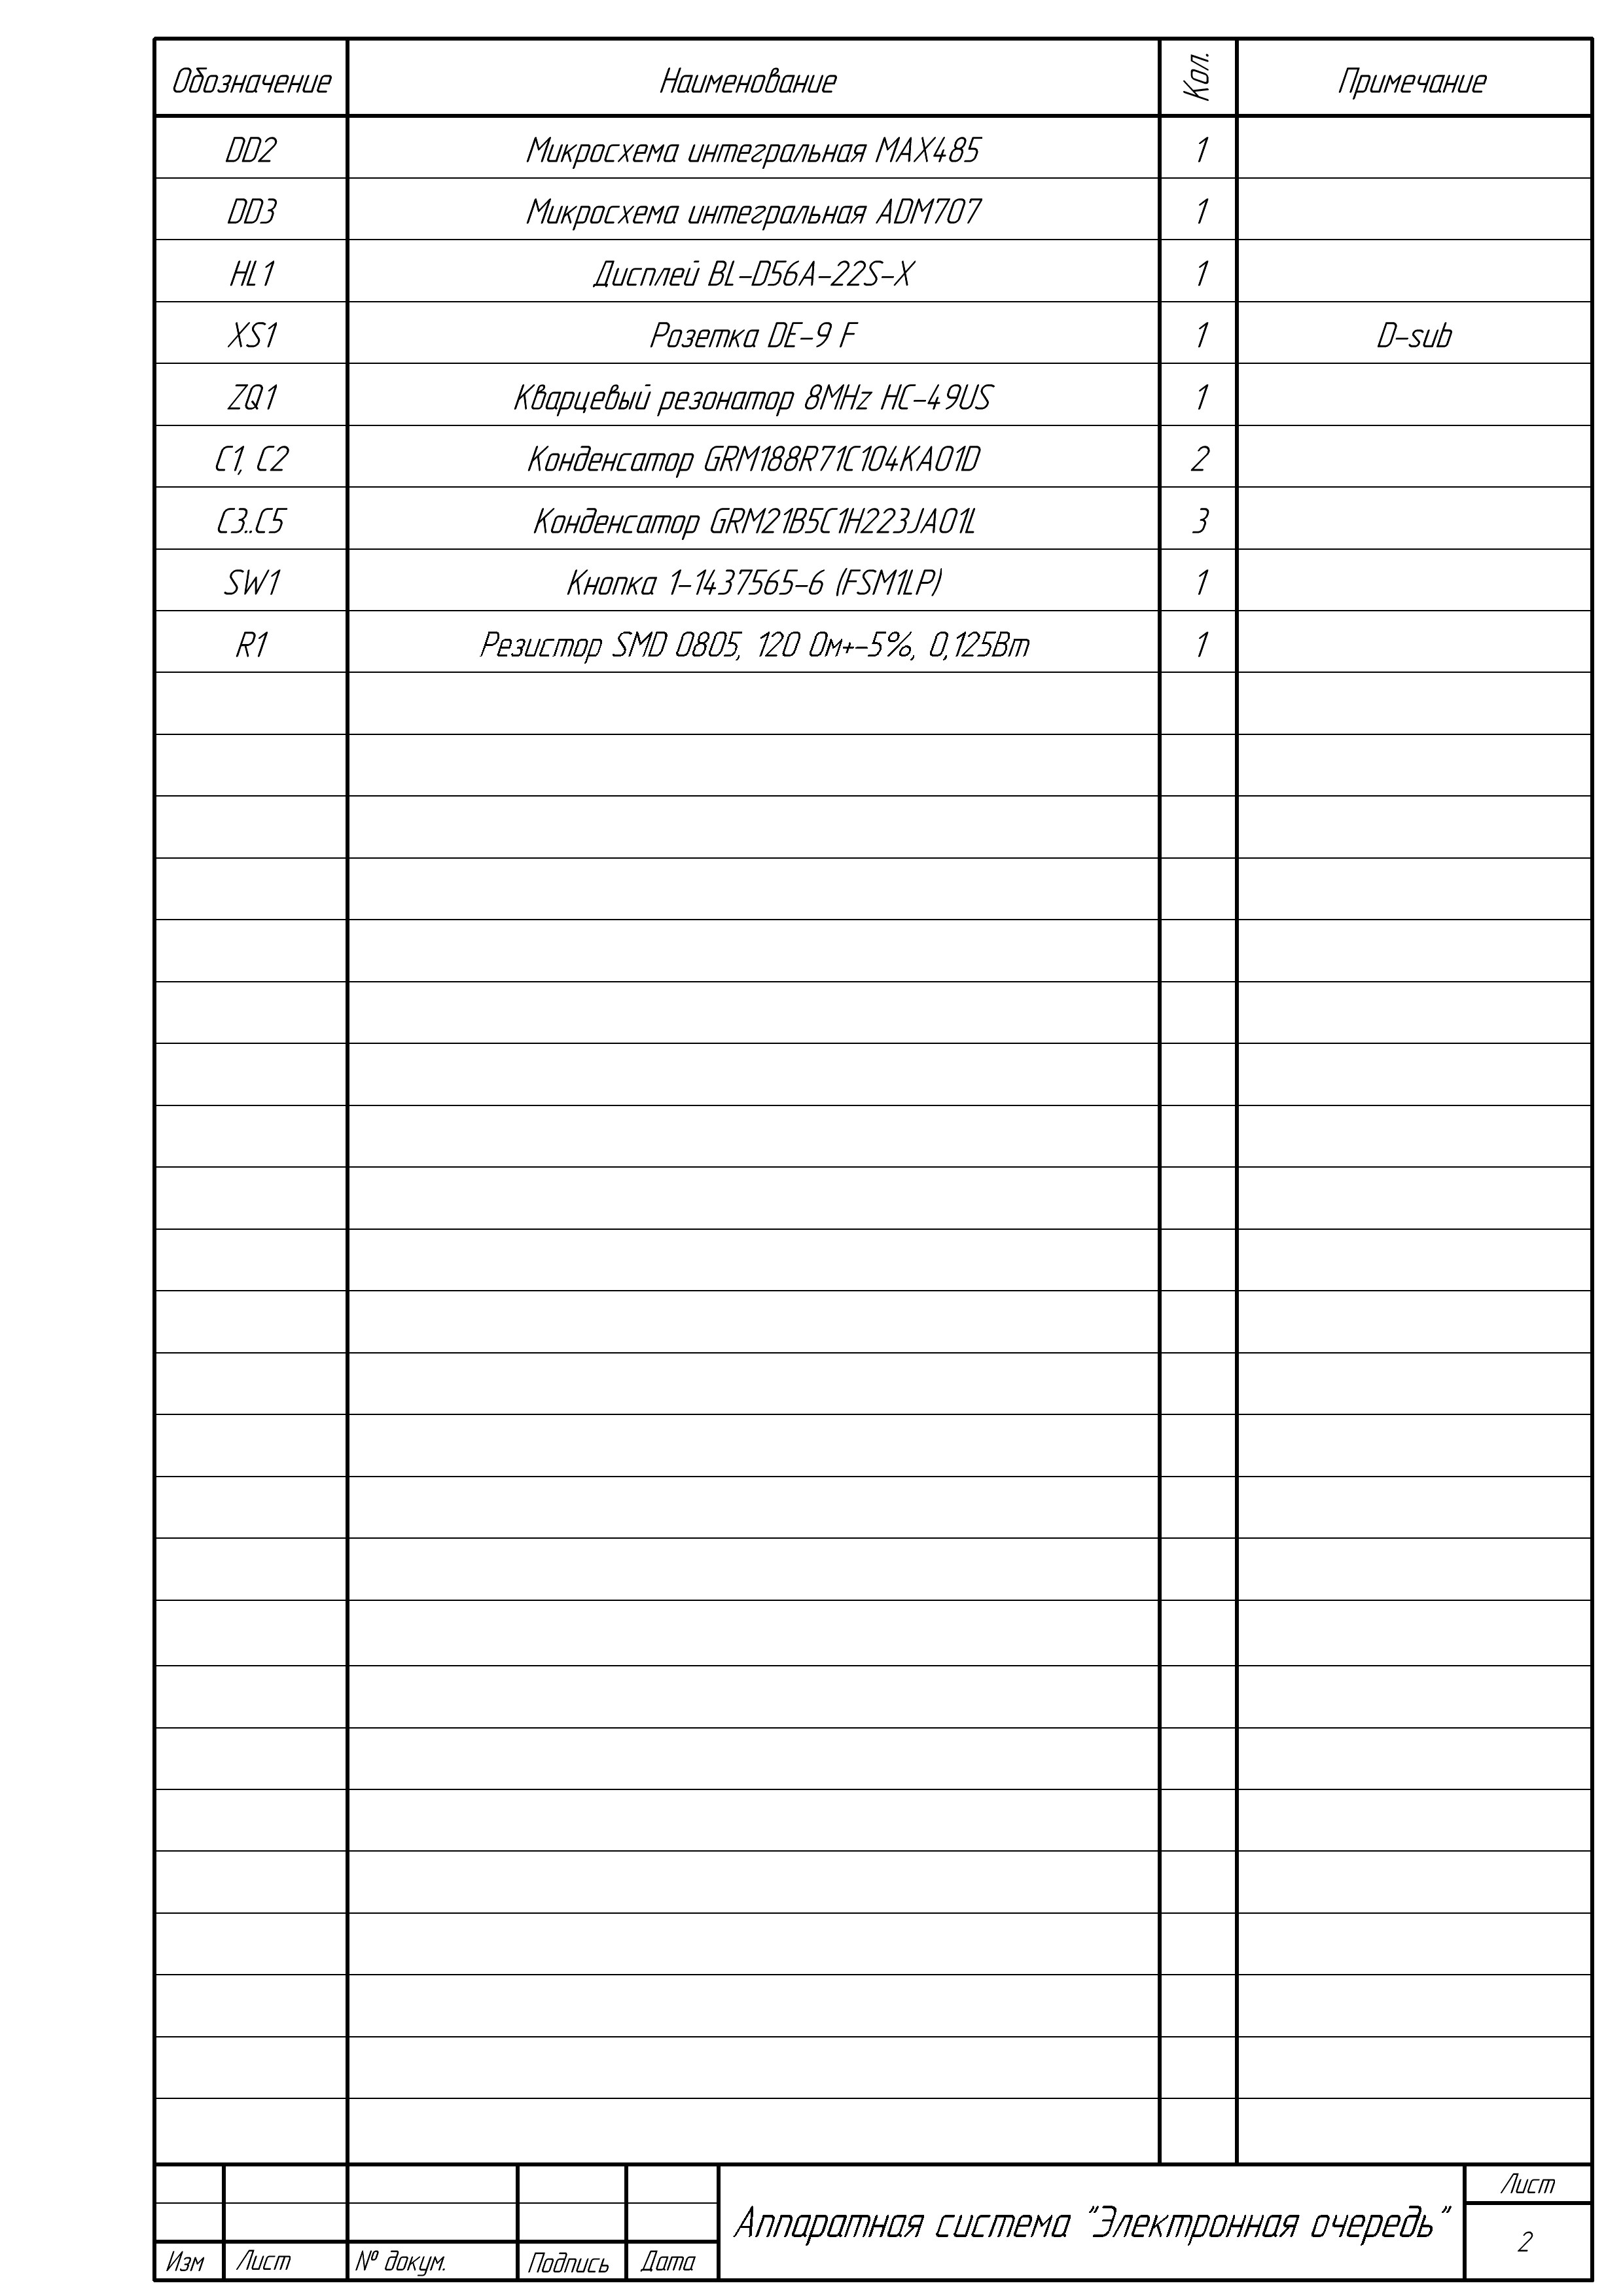 Обозначение Наименование Кол. Примечание
DD2 Микросхема интегральная MAX485 1
DD3 Микросхема интегральная ADM707 1
HL1 Дисплей BL-D56A-22S-X 1
XS1 Розетка DE-9 F 1 D-sub
ZQ1 Кварцевый резонатор 8MHz HC-49US 1
C1, C2 Конденсатор GRM188R71C104KA01D 2
C3..C5 Конденсатор GRM21B5C1H223JA01L 3
SW1 Кнопка 1-1437565-6 (FSM1LP) 1
R1 Резистор SMD 0805, 120 Ом+-5%, 0,125Вт 1
Аппаратная система "Электронная очередь"
Лист
2
Изм Лист № докум. Подпись Дата